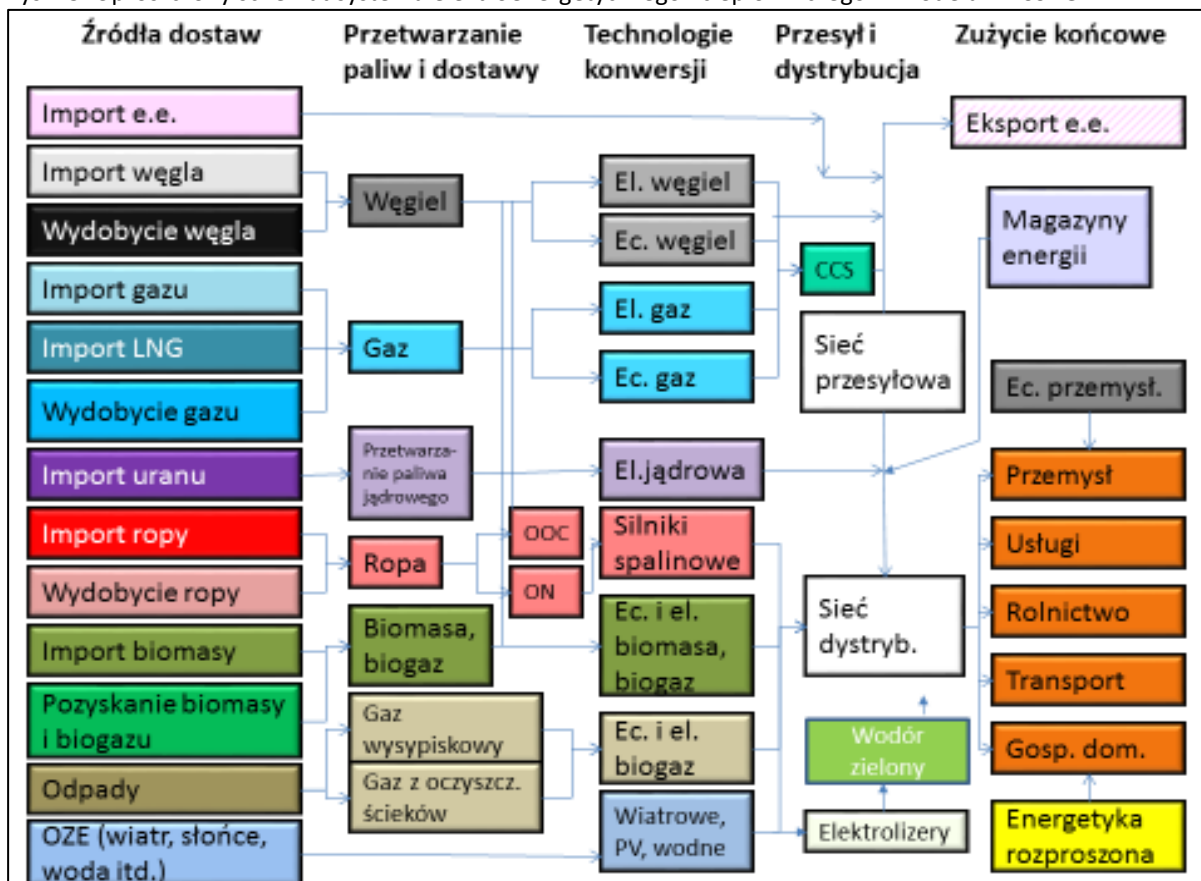 Źródła dostaw
Przetwarzanie
paliw i dostawy
Technologie
konwersji
Przesył i
dystrybucja
Zużycie końcowe
Import e.e.
Import węgla
Wydobycie węgla
Import gazu
Import LNG
Wydobycie gazu
Import uranu
Import ropy
Wydobycie ropy
Import biomasy
Pozyskanie biomasy
i biogazu
Odpady
OZE (wiatr, słońce,
woda itd.)
Węgiel
Gaz
Przetwarza-
nie paliwa
jądrowego
Ropa
OOC
ON
Biomasa,
biogaz
Gaz
wysypiskowy
Gaz z oczyszcz.
ścieków
El. węgiel
Ec. węgiel
El. gaz
Ec. gaz
El.jądrowa
Silniki
spalinowe
Ec. i el.
biomasa,
biogaz
Ec. i el.
biogaz
Wiatrowe,
PV, wodne
CCS
Sieć
przesyłowa
Sieć
dystryb.
Wodór
zielony
Elektrolizery
Eksport e.e.
Magazyny
energii
Ec. przemysł.
Przemysł
Usługi
Rolnictwo
Transport
Gosp. dom.
Energetyka
rozproszona